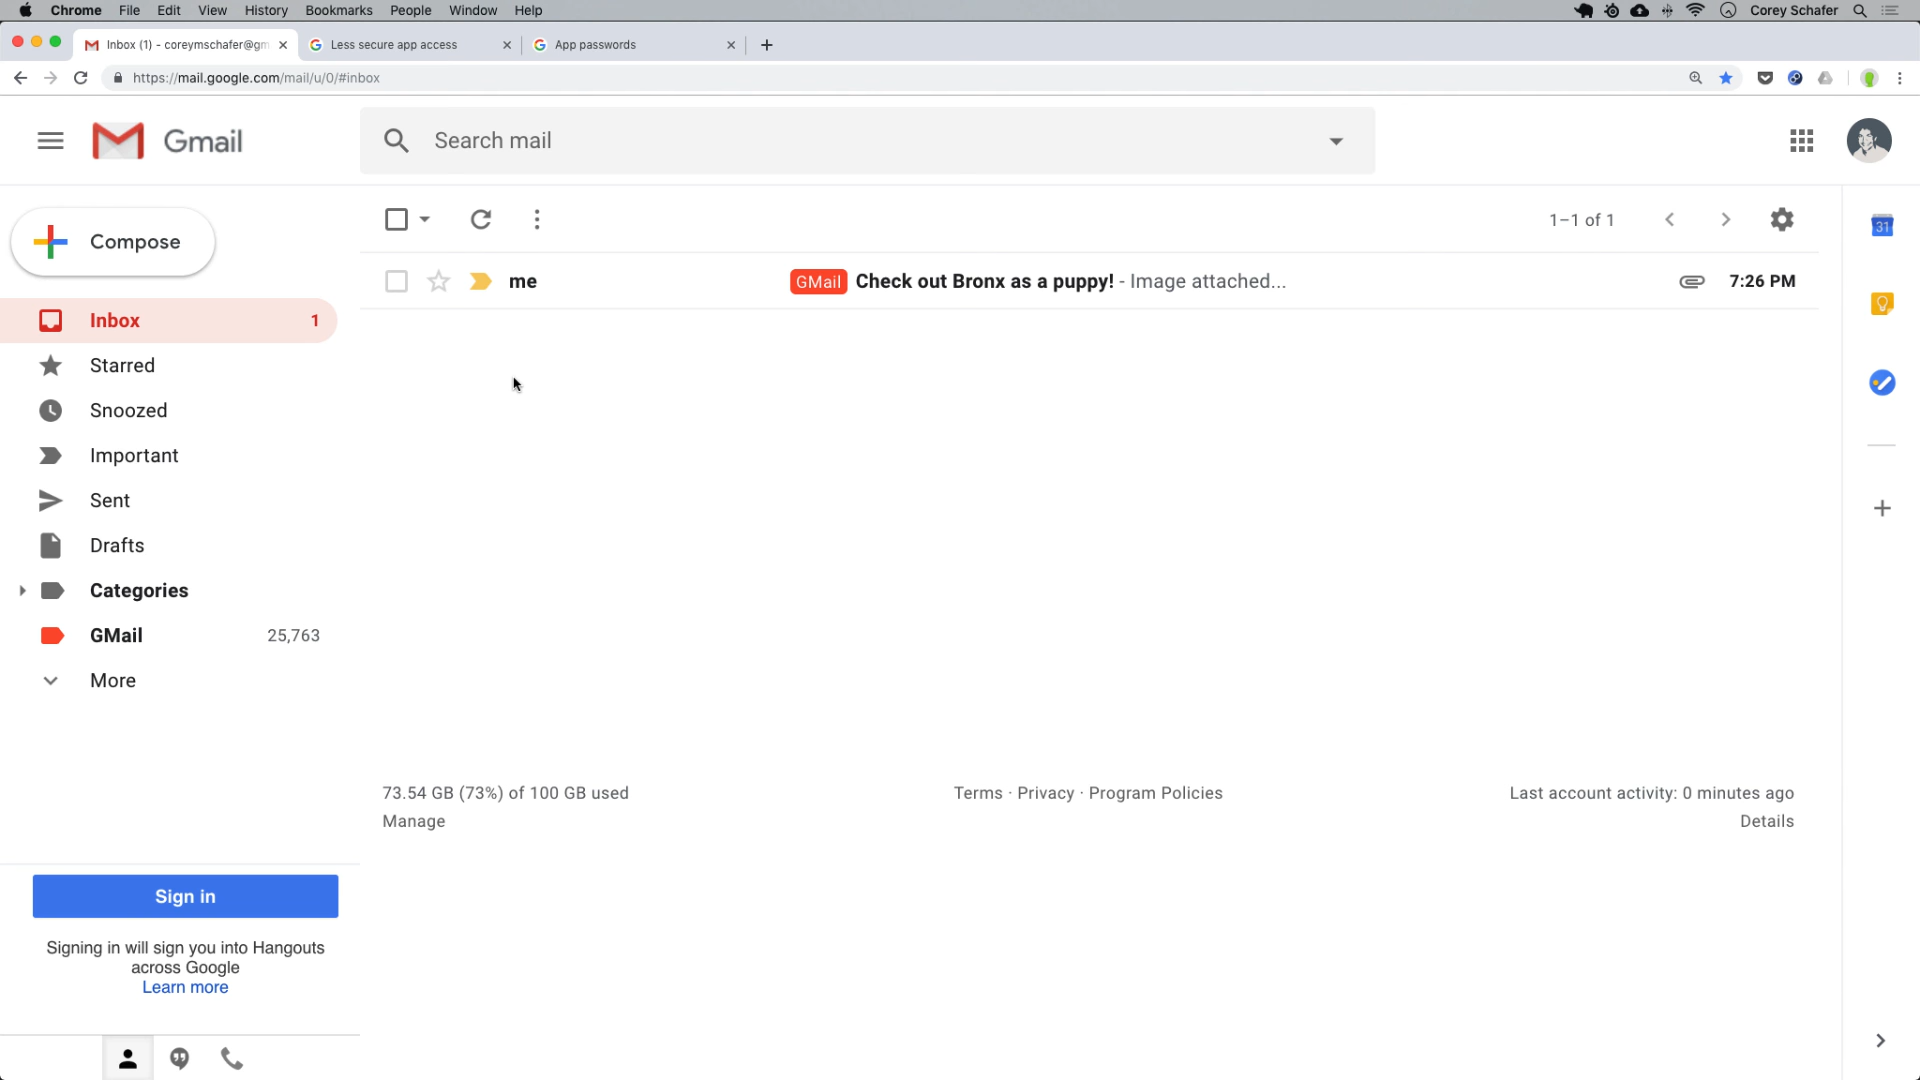 Chrome File Edit View History Bookmarks People Window Help Corey Schafer
Inbox (1) - coreymschafer@gm Less secure app access App passwords
https://mail.google.com/mail/u/0/#inbox
Gmail Search mail
Compose 1–1 of 1
31
me GMail Check out Bronx as a puppy! - Image attached... 7:26 PM
Inbox 1
Starred
Snoozed
Important
Sent
Drafts
Categories
GMail 25,763
More
73.54 GB (73%) of 100 GB used Terms · Privacy · Program Policies Last account activity: 0 minutes ago
Manage Details
Sign in
Signing in will sign you into Hangouts
across Google
Learn more